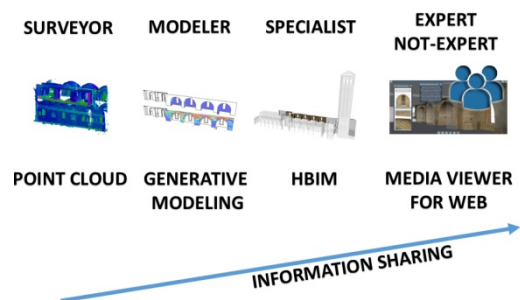 SURVEYOR
MODELER
SPECIALIST
EXPERT
NOT-EXPERT
POINT CLOUD
GENERATIVE
MODELING
HBIM
MEDIA VIEWER
FOR WEB
INFORMATION SHARING